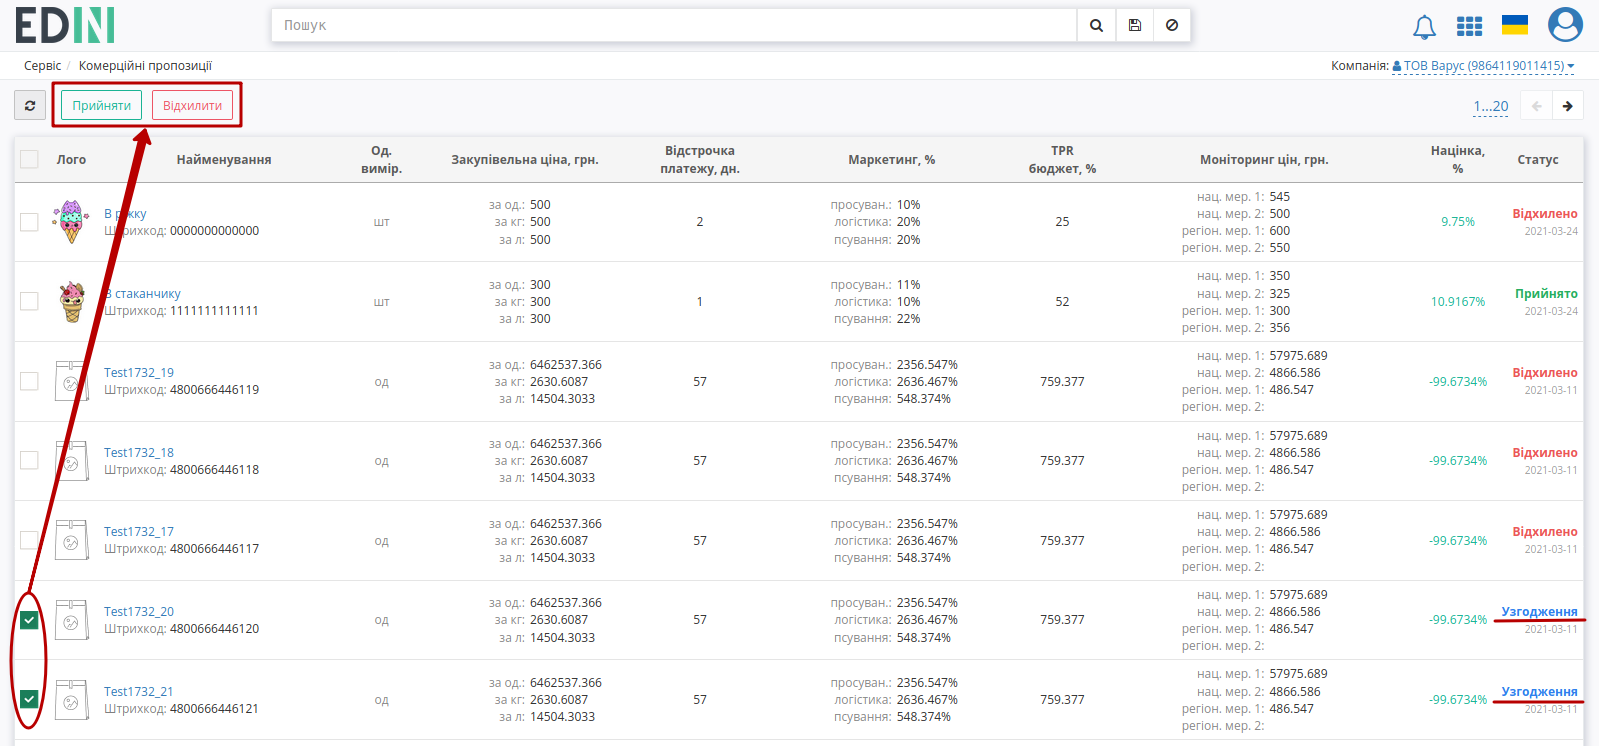 EDIN
Пошук
Сервіс / Комерційні пропозиції
Компанія: ТОВ Варус (9864119011415)
Прийняти Відхилити
1...20
Лого Найменування Од. вимір. Закупівельна ціна, грн. Відстрочка платежу, дн. Маркетинг, % TPR бюджет, % Моніторинг цін, грн. Націнка, % Статус
за од.: 500 просуван.: 10% нац. мер. 1: 545
В ріжку за кг: 500 логістика: 20% нац. мер. 2: 500 Відхилено
шт 2 25 9.75%
Штрихкод: 0000000000000 за л: 500 псування: 20% регіон. мер. 1: 600 2021-03-24
регіон. мер. 2: 550
за од.: 300 просуван.: 11% нац. мер. 1: 350
В стаканчику за кг: 300 логістика: 10% нац. мер. 2: 325 Прийнято
шт 1 52 10.9167%
Штрихкод: 1111111111111 за л: 300 псування: 22% регіон. мер. 1: 300 2021-03-24
регіон. мер. 2: 356
за од.: 6462537.366 просуван.: 2356.547% нац. мер. 1: 57975.689
Test1732_19 за кг: 2630.6087 логістика: 2636.467% нац. мер. 2: 4866.586 Відхилено
од 57 759.377 -99.6734%
Штрихкод: 4800666446119 за л: 14504.3033 псування: 548.374% регіон. мер. 1: 486.547 2021-03-11
регіон. мер. 2:
за од.: 6462537.366 просуван.: 2356.547% нац. мер. 1: 57975.689
Test1732_18 за кг: 2630.6087 логістика: 2636.467% нац. мер. 2: 4866.586 Відхилено
од 57 759.377 -99.6734%
Штрихкод: 4800666446118 за л: 14504.3033 псування: 548.374% регіон. мер. 1: 486.547 2021-03-11
регіон. мер. 2:
за од.: 6462537.366 просуван.: 2356.547% нац. мер. 1: 57975.689
Test1732_17 за кг: 2630.6087 логістика: 2636.467% нац. мер. 2: 4866.586 Відхилено
од 57 759.377 -99.6734%
Штрихкод: 4800666446117 за л: 14504.3033 псування: 548.374% регіон. мер. 1: 486.547 2021-03-11
регіон. мер. 2:
за од.: 6462537.366 просуван.: 2356.547% нац. мер. 1: 57975.689
Test1732_20 за кг: 2630.6087 логістика: 2636.467% нац. мер. 2: 4866.586 Узгодження
од 57 759.377 -99.6734%
Штрихкод: 4800666446120 за л: 14504.3033 псування: 548.374% регіон. мер. 1: 486.547 2021-03-11
регіон. мер. 2:
за од.: 6462537.366 просуван.: 2356.547% нац. мер. 1: 57975.689
Test1732_21 за кг: 2630.6087 логістика: 2636.467% нац. мер. 2: 4866.586 Узгодження
од 57 759.377 -99.6734%
Штрихкод: 4800666446121 за л: 14504.3033 псування: 548.374% регіон. мер. 1: 486.547 2021-03-11
регіон. мер. 2: